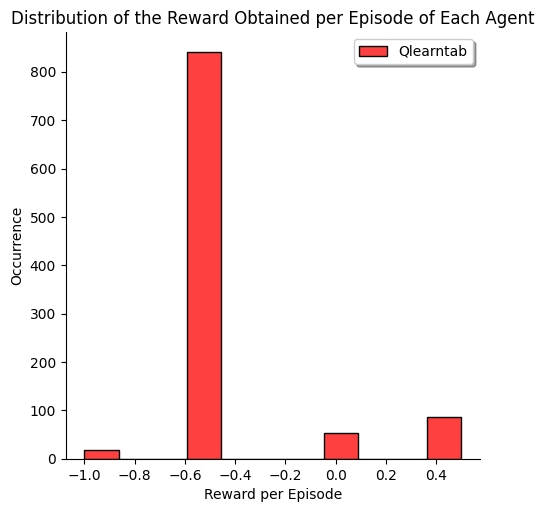 Distribution of the Reward Obtained per Episode of Each Agent
Qlearntab
800
700
600
500
400
300
200
100
0
Occurrence
−1.0 −0.8 −0.6 −0.4 −0.2 0.0 0.2 0.4
Reward per Episode